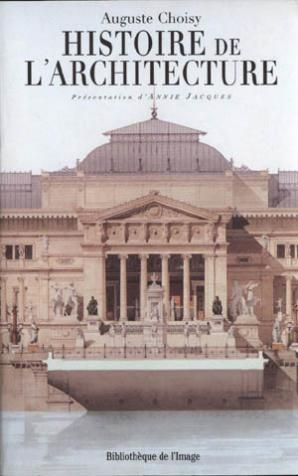 Auguste Choisy
HISTOIRE DE
L'ARCHITECTURE
Présentation d'ANNIE JACQUES
Bibliothèque de l'Image